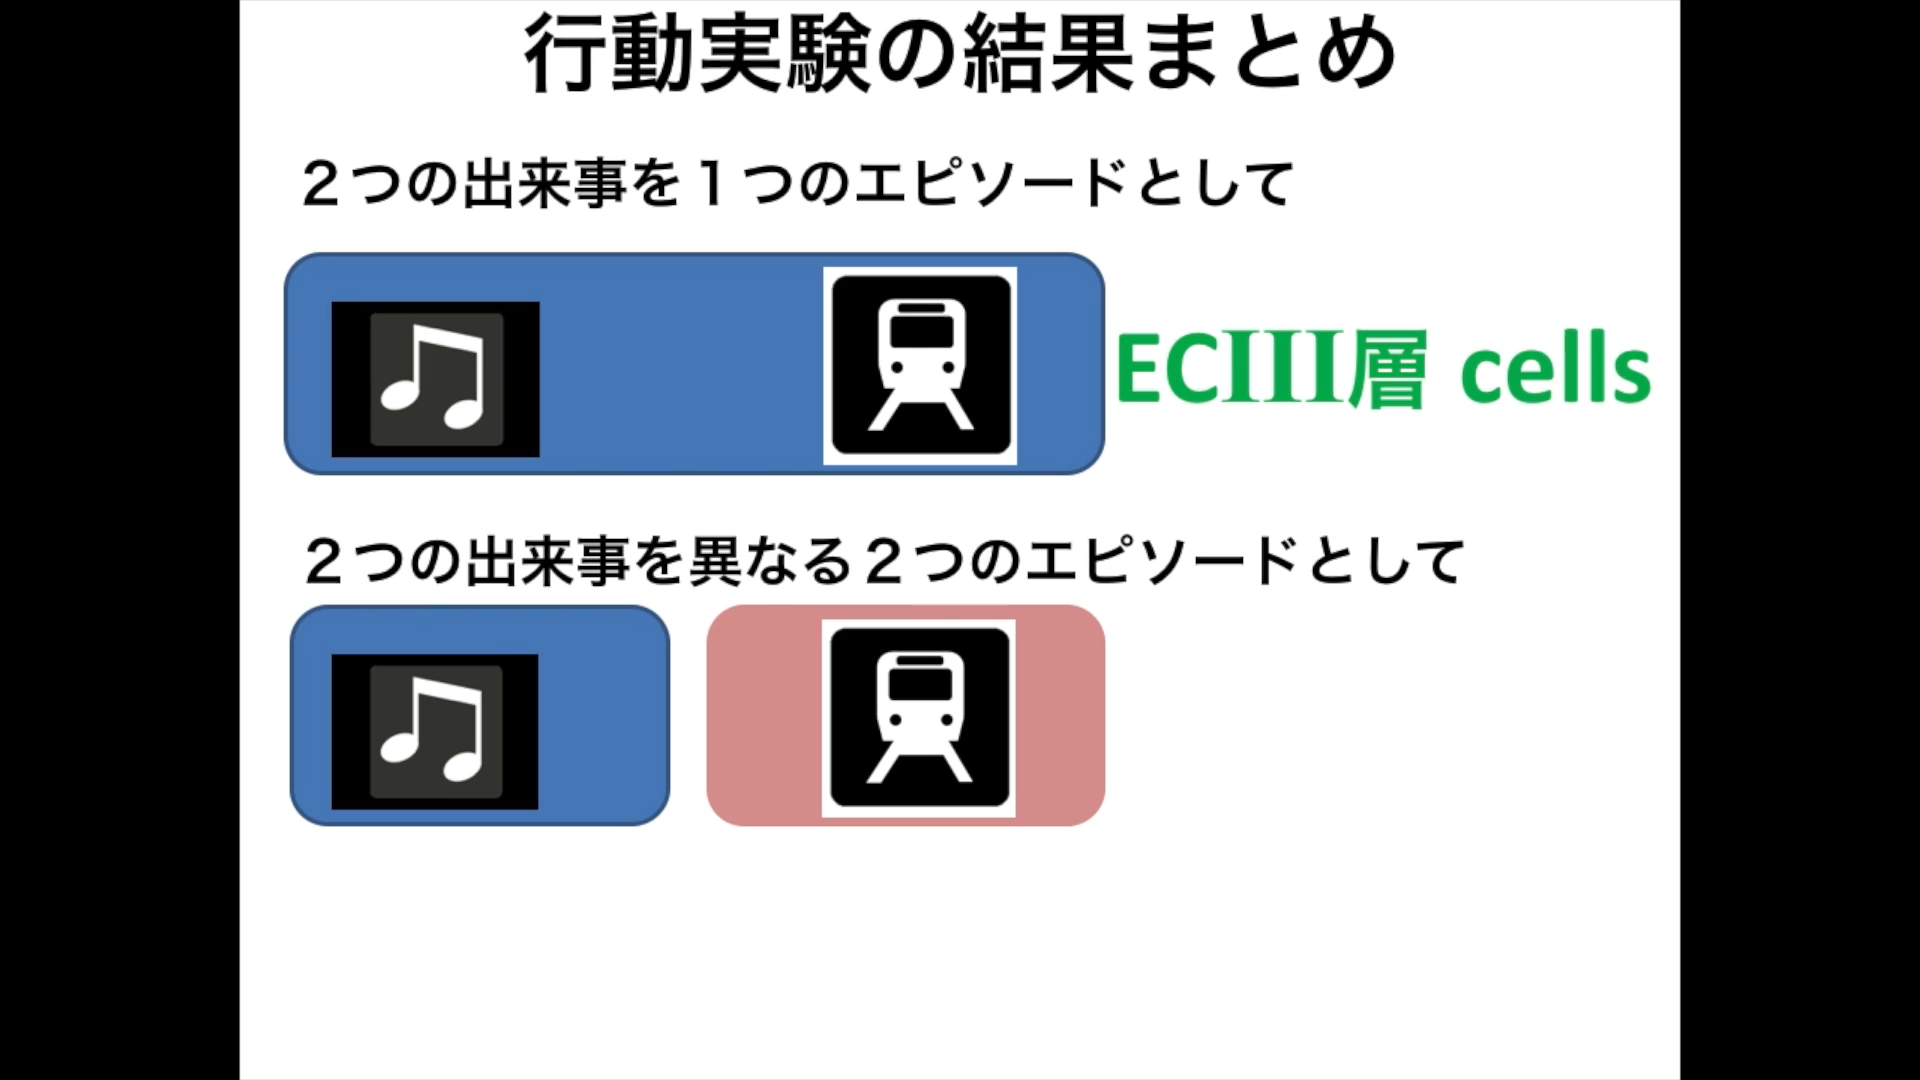 行動実験の結果まとめ
２つの出来事を１つのエピソードとして
ECIII層 cells
２つの出来事を異なる２つのエピソードとして